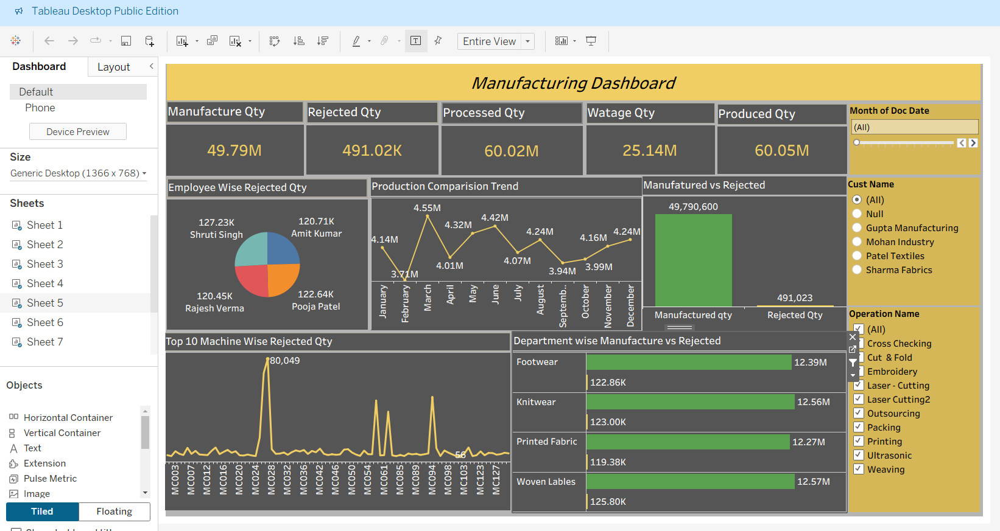 Tableau Desktop Public Edition
Entire View
Dashboard
Layout
Default
Phone
Device Preview
Size
Generic Desktop (1366 x 768)
Sheets
Sheet 1
Sheet 2
Sheet 3
Sheet 4
Sheet 5
Sheet 6
Sheet 7
Objects
Horizontal Container
Vertical Container
Text
Extension
Pulse Metric
Image
Tiled
Floating
Manufacturing Dashboard
Manufacture Qty
49.79M
Rejected Qty
491.02K
Processed Qty
60.02M
Watage Qty
25.14M
Produced Qty
60.05M
Month of Doc Date
(All)
Employee Wise Rejected Qty
127.23K
Shruti Singh
120.71K
Amit Kumar
120.45K
Rajesh Verma
122.64K
Pooja Patel
Production Comparision Trend
4.14M
3.71M
4.55M
4.01M
4.32M
4.42M
4.07M
4.24M
3.94M
3.99M
4.16M
4.24M
January
February
March
April
May
June
July
August
Septemb..
October
November
December
Manufatured vs Rejected
49,790,600
491,023
Manufactured qty
Rejected Qty
Cust Name
(All)
Null
Gupta Manufacturing
Mohan Industry
Patel Textiles
Sharma Fabrics
Top 10 Machine Wise Rejected Qty
80,049
56
MC003
MC007
MC012
MC016
MC020
MC024
MC028
MC032
MC036
MC042
MC046
MC050
MC054
MC061
MC085
MC089
MC094
MC098
MC103
MC123
MC127
Department wise Manufacture vs Rejected
Footwear
12.39M
122.86K
Knitwear
12.56M
123.00K
Printed Fabric
12.27M
119.38K
Woven Lables
12.57M
125.80K
Operation Name
(All)
Cross Checking
Cut & Fold
Embroidery
Laser - Cutting
Laser Cutting2
Outsourcing
Packing
Printing
Ultrasonic
Weaving